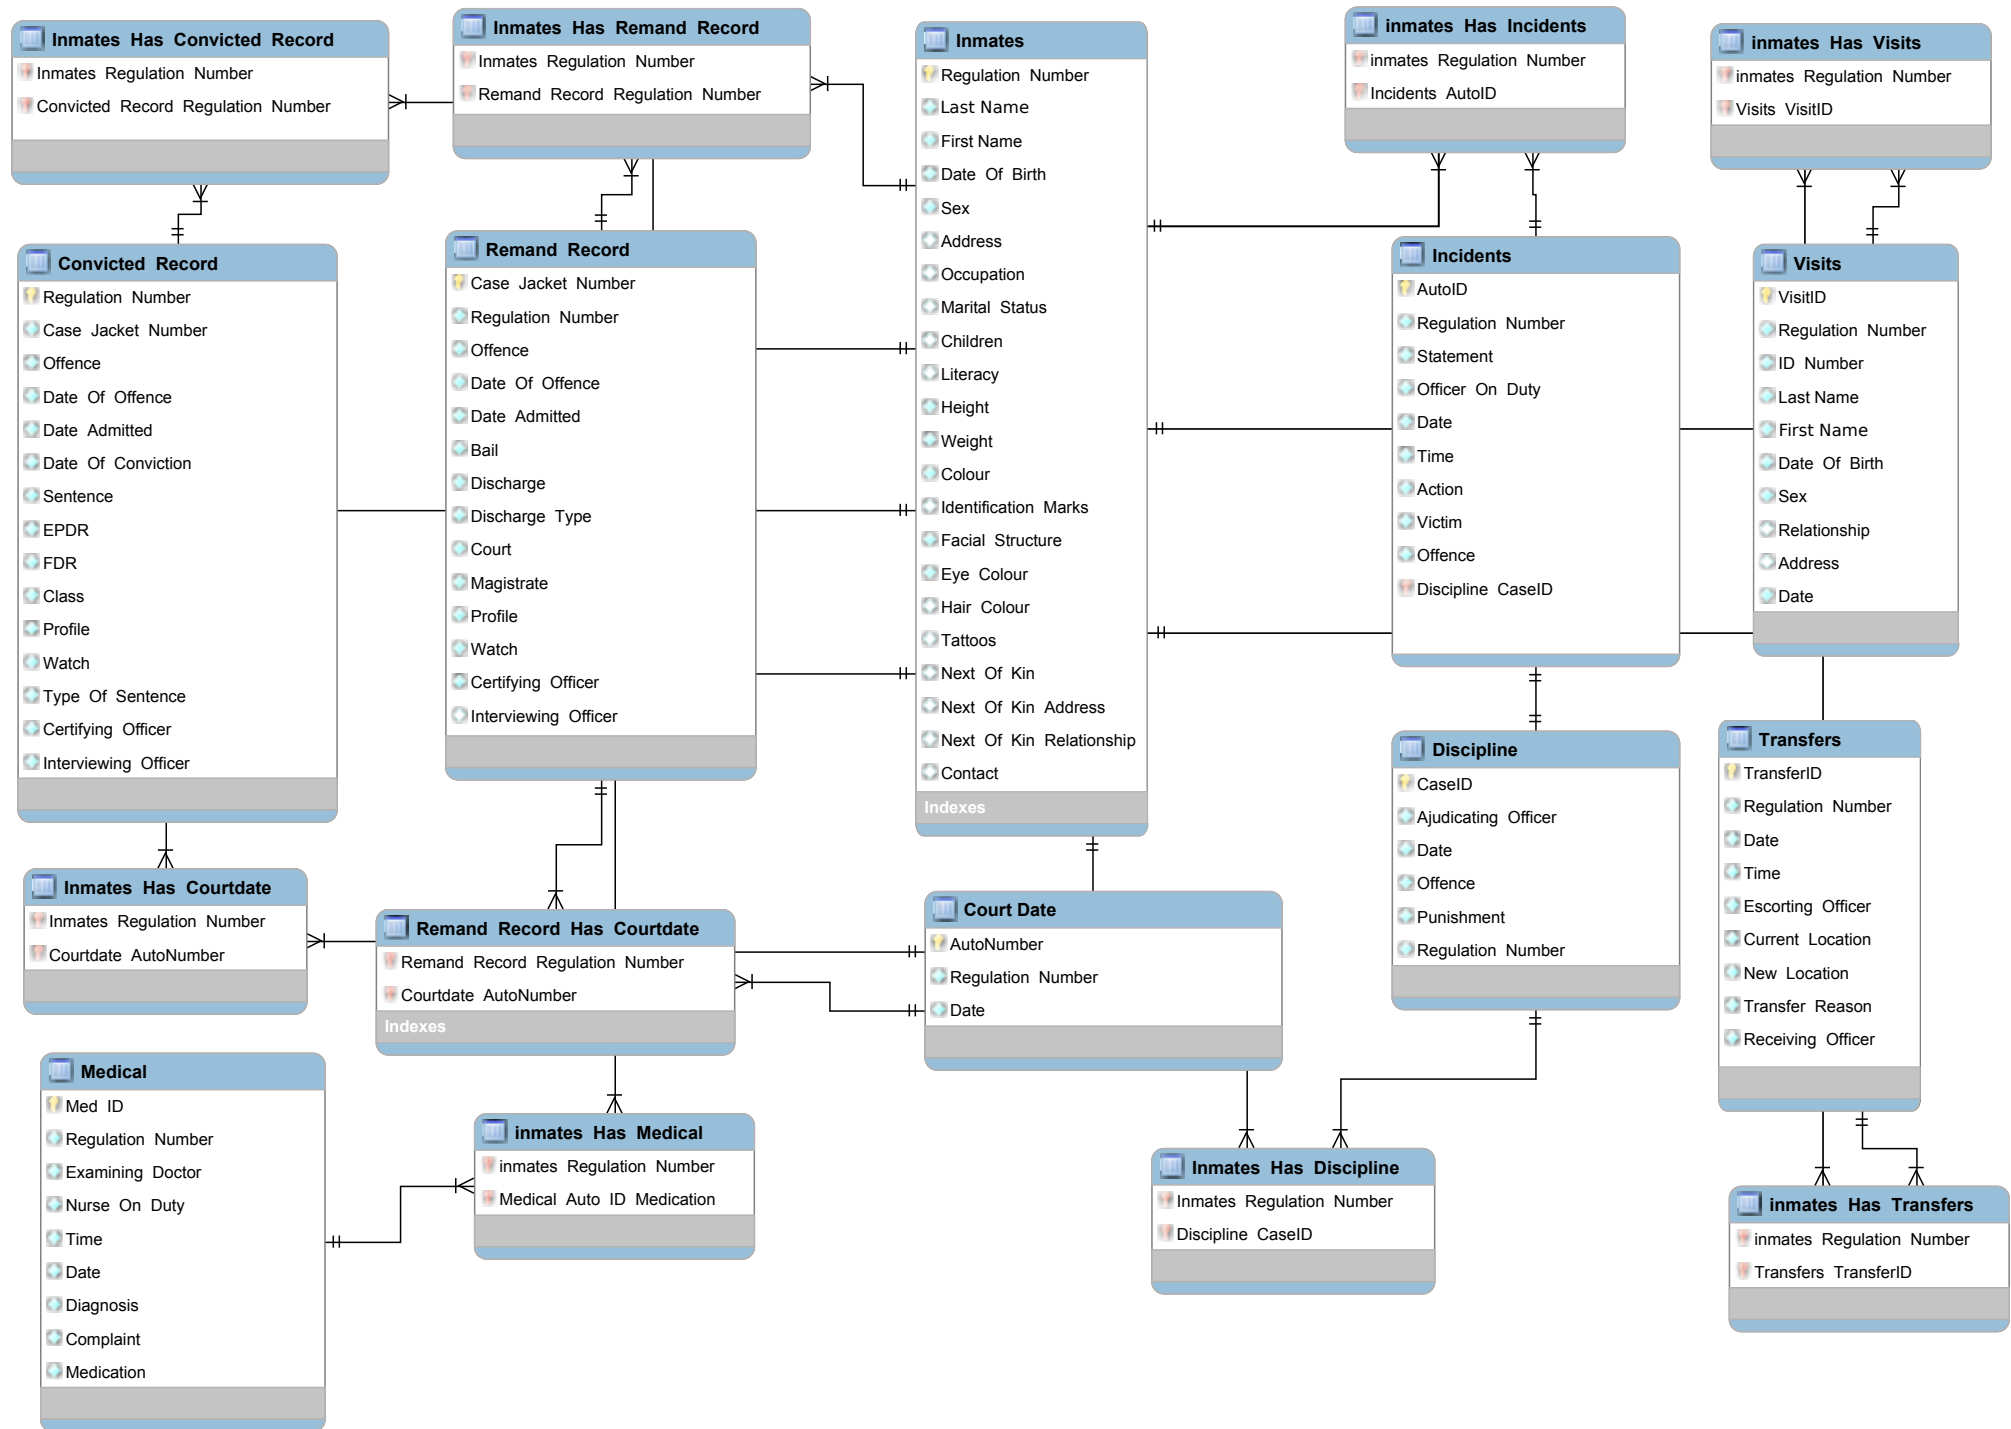 Inmates Has Convicted Record
Inmates Regulation Number
Convicted Record Regulation Number
Inmates Has Remand Record
Inmates Regulation Number
Remand Record Regulation Number
Inmates
Regulation Number
Last Name
First Name
Date Of Birth
Sex
Address
Occupation
Marital Status
Children
Literacy
Height
Weight
Colour
Identification Marks
Facial Structure
Eye Colour
Hair Colour
Tattoos
Next Of Kin
Next Of Kin Address
Next Of Kin Relationship
Contact
Indexes
inmates Has Incidents
inmates Regulation Number
Incidents AutoID
inmates Has Visits
inmates Regulation Number
Visits VisitID
Convicted Record
Regulation Number
Case Jacket Number
Offence
Date Of Offence
Date Admitted
Date Of Conviction
Sentence
EPDR
FDR
Class
Profile
Watch
Type Of Sentence
Certifying Officer
Interviewing Officer
Remand Record
Case Jacket Number
Regulation Number
Offence
Date Of Offence
Date Admitted
Bail
Discharge
Discharge Type
Court
Magistrate
Profile
Watch
Certifying Officer
Interviewing Officer
Incidents
AutoID
Regulation Number
Statement
Officer On Duty
Date
Time
Action
Victim
Offence
Discipline CaseID
Visits
VisitID
Regulation Number
ID Number
Last Name
First Name
Date Of Birth
Sex
Relationship
Address
Date
Discipline
CaseID
Ajudicating Officer
Date
Offence
Punishment
Regulation Number
Transfers
TransferID
Regulation Number
Date
Time
Escorting Officer
Current Location
New Location
Transfer Reason
Receiving Officer
Inmates Has Courtdate
Inmates Regulation Number
Courtdate AutoNumber
Remand Record Has Courtdate
Remand Record Regulation Number
Courtdate AutoNumber
Indexes
Court Date
AutoNumber
Regulation Number
Date
Medical
Med ID
Regulation Number
Examining Doctor
Nurse On Duty
Time
Date
Diagnosis
Complaint
Medication
inmates Has Medical
inmates Regulation Number
Medical Auto ID Medication
Inmates Has Discipline
Inmates Regulation Number
Discipline CaseID
inmates Has Transfers
inmates Regulation Number
Transfers TransferID